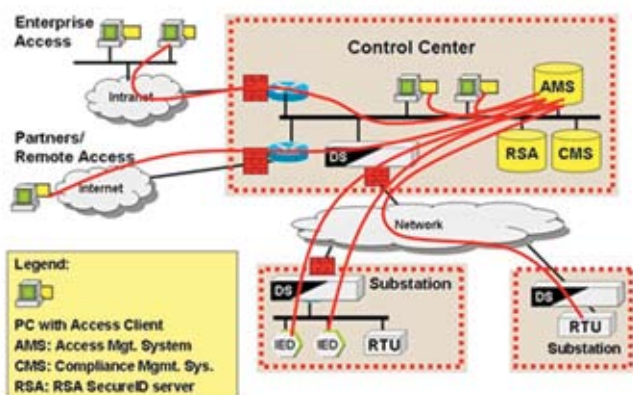 Enterprise
Access
Control Center
Intranet
AMS
Partners/
Remote Access
RSA
CMS
DS
Internet
Network
Legend:
PC with Access Client
AMS: Access Mgt. System
CMS: Compliance Mgmt. Sys.
RSA: RSA SecureID server
DS
Substation
IED
IED
RTU
DS
RTU
Substation